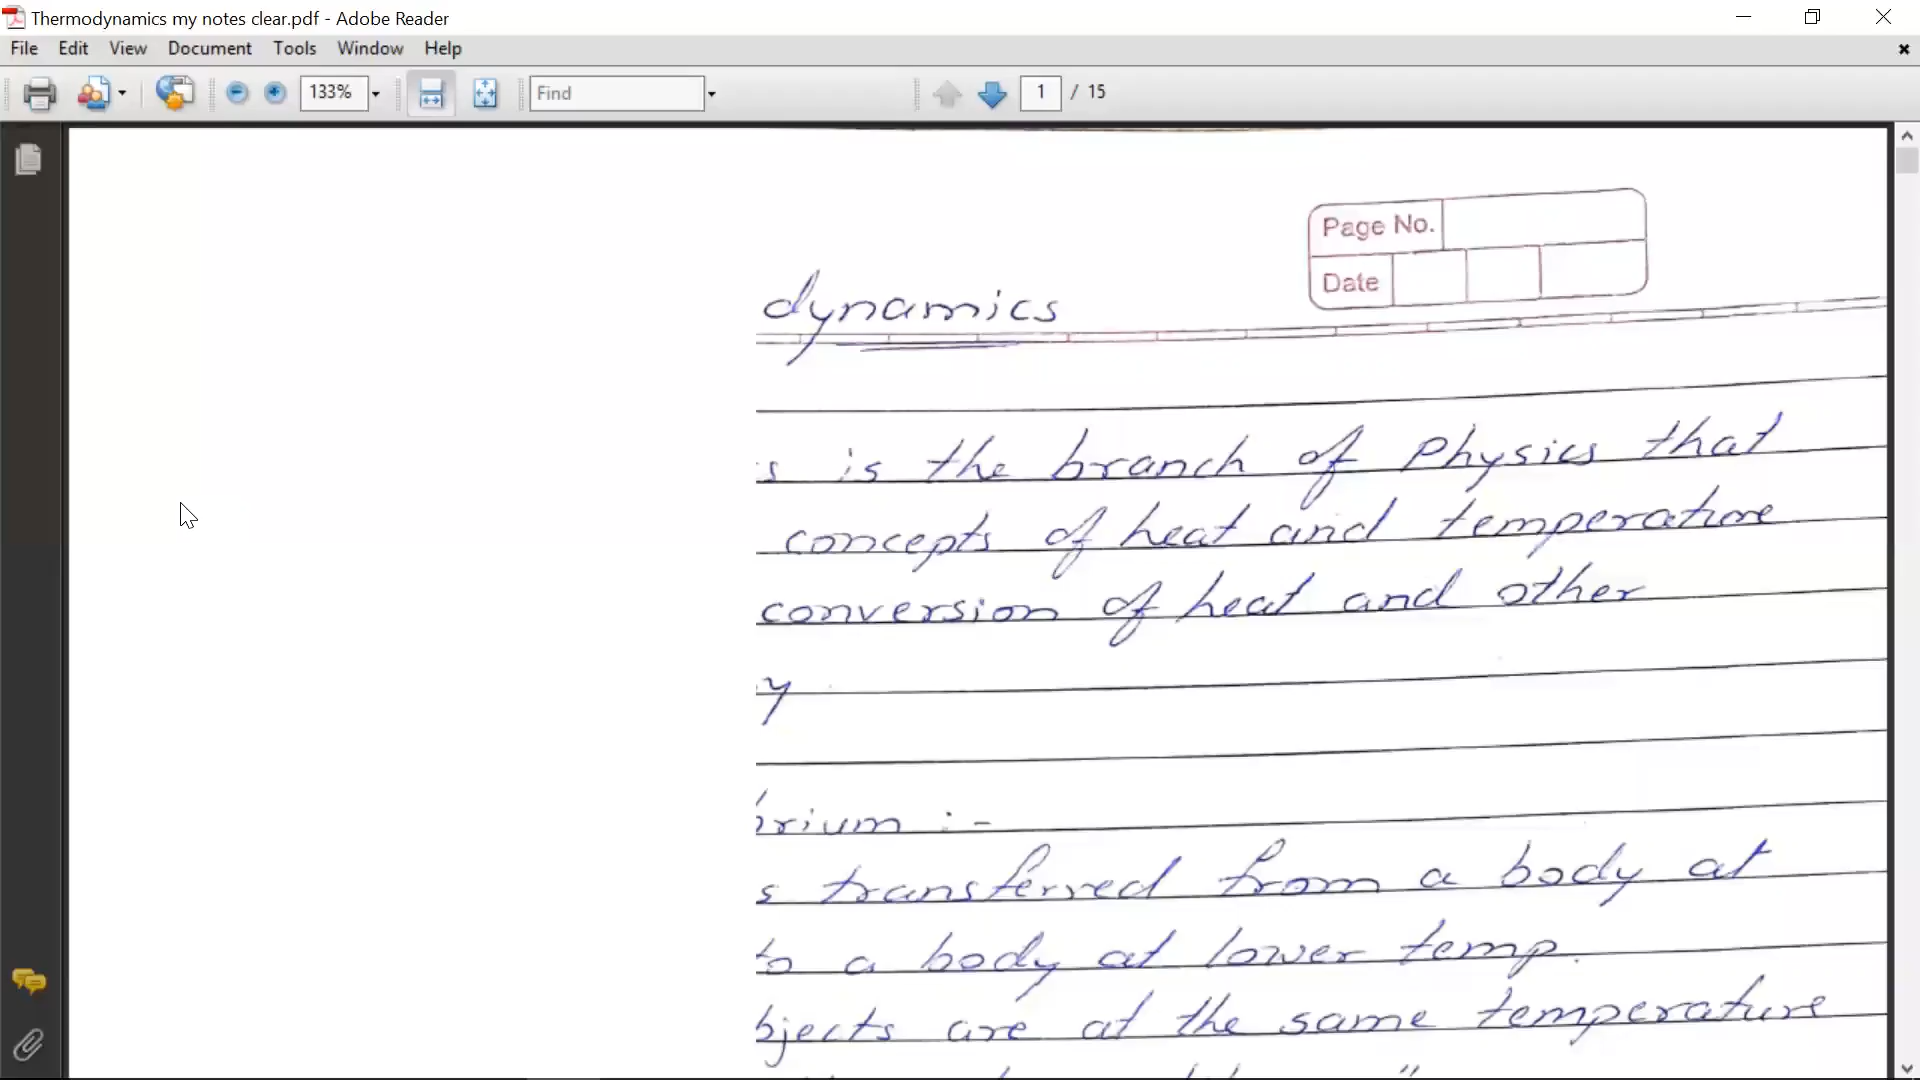 Thermodynamics my notes clear.pdf - Adobe Reader
File Edit View Document Tools Window Help
133% Find 1 / 15
Page No.
Date
dynamics
s is the branch of Physics that
concepts of heat and temperature
conversion of heat and other
y
rium :-
s transferred from a body at
to a body at lower temp.
bjects are at the same temperature